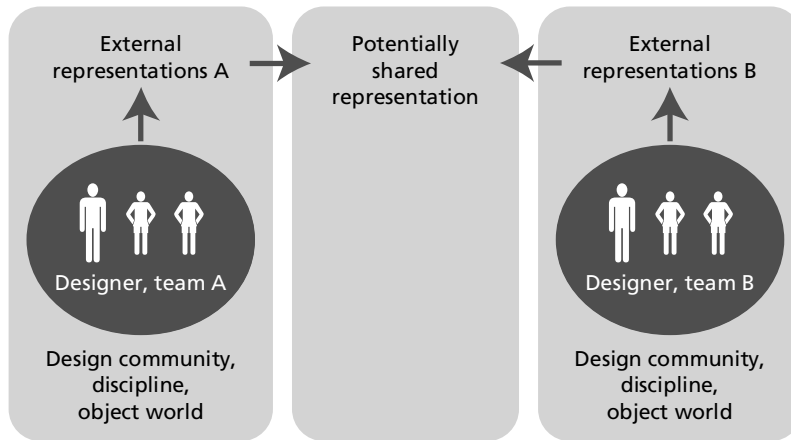 External
representations A
Designer, team A
Design community,
discipline,
object world
Potentially
shared
representation
External
representations B
Designer, team B
Design community,
discipline,
object world